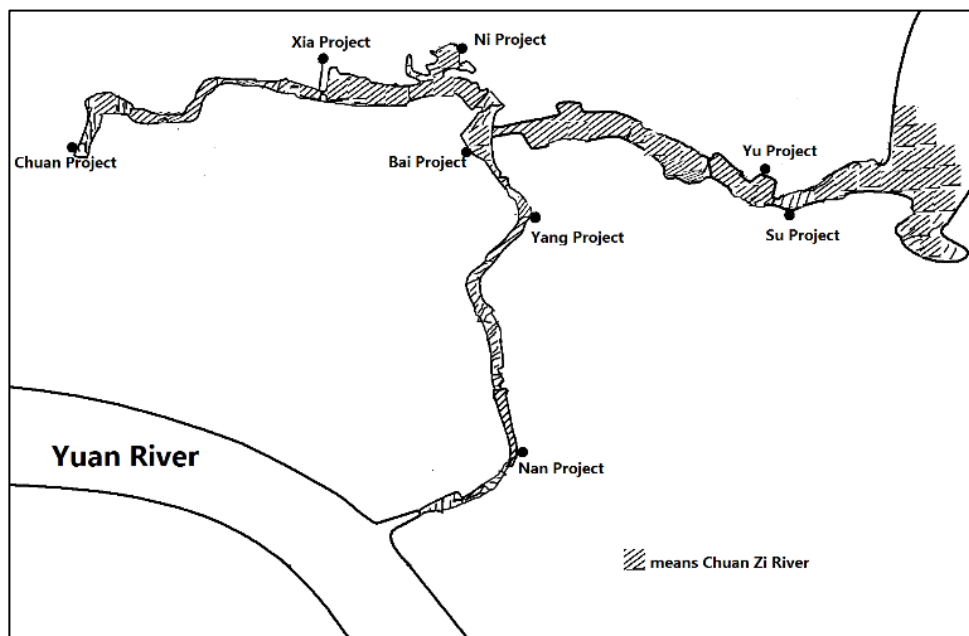 Xia Project
Ni Project
Chuan Project
Bai Project
Yu Project
Yang Project
Su Project
Yuan River
Nan Project
means Chuan Zi River